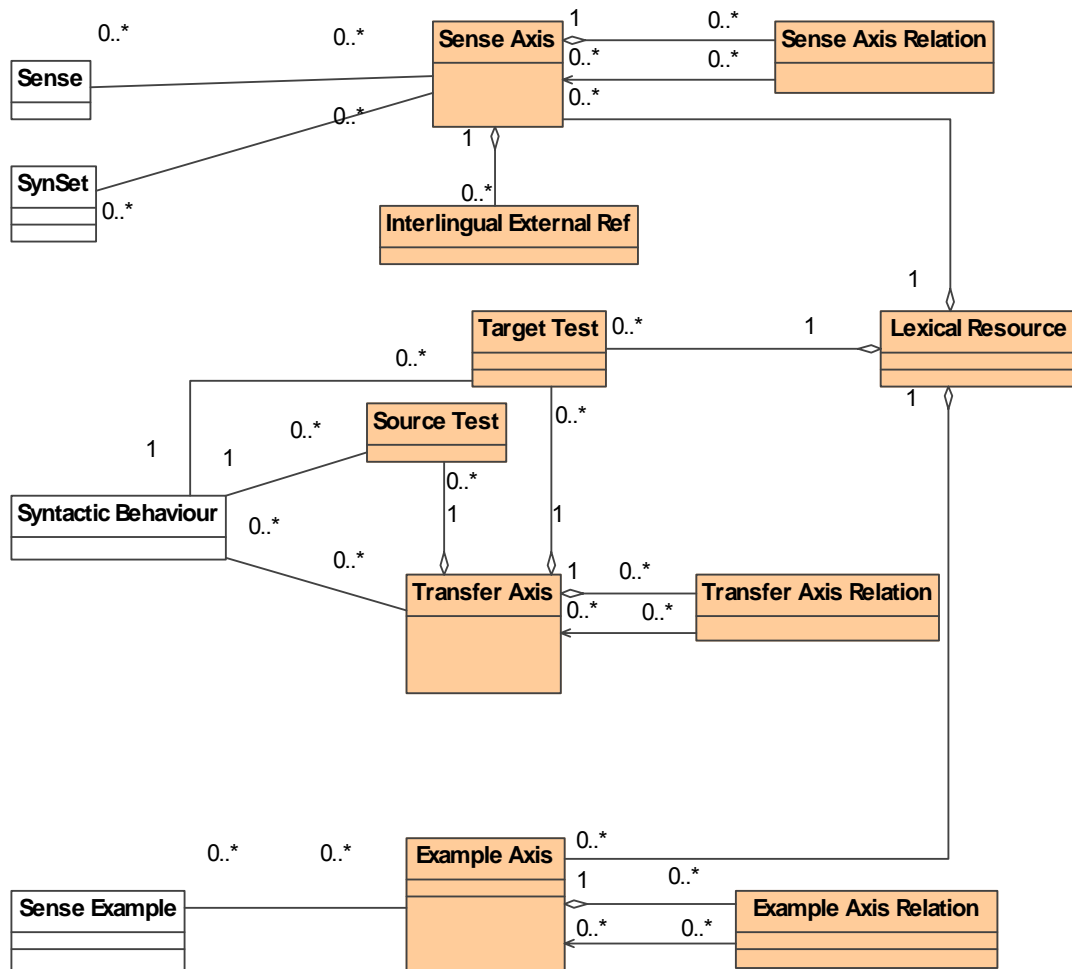 1
0..*
0..*
0..*
Sense Axis
Sense Axis Relation
Sense
0..*
0..*
0..*
0..*
1
SynSet
0..*
0..*
Interlingual External Ref
1
Target Test
0..*
1
Lexical Resource
0..*
1
Source Test
0..*
0..*
1
1
0..*
Syntactic Behaviour
0..*
1
1
0..*
Transfer Axis
1
0..*
Transfer Axis Relation
0..*
0..*
0..*
Example Axis
0..*
0..*
1
0..*
Sense Example
Example Axis Relation
0..*
0..*